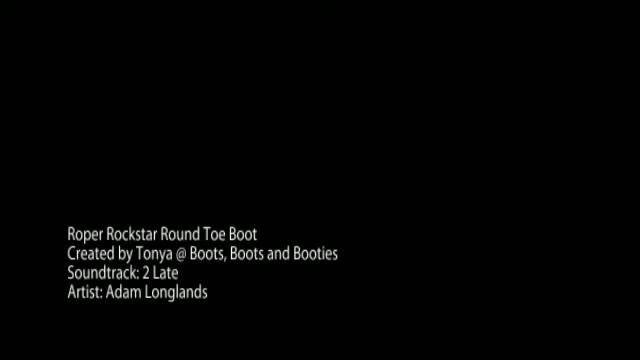 Roper Rockstar Round Toe Boot
Created by Tonya @ Boots, Boots and Booties
Soundtrack: 2 Late
Artist: Adam Longlands